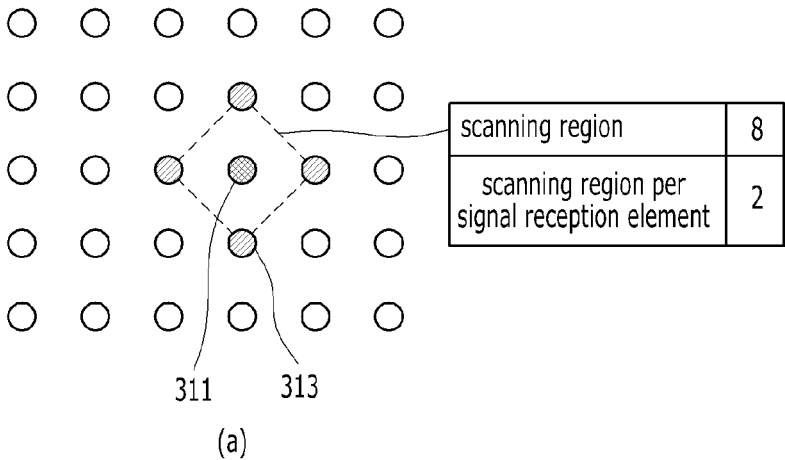 scanning region 8
scanning region per
signal reception element 2
311 313
(a)